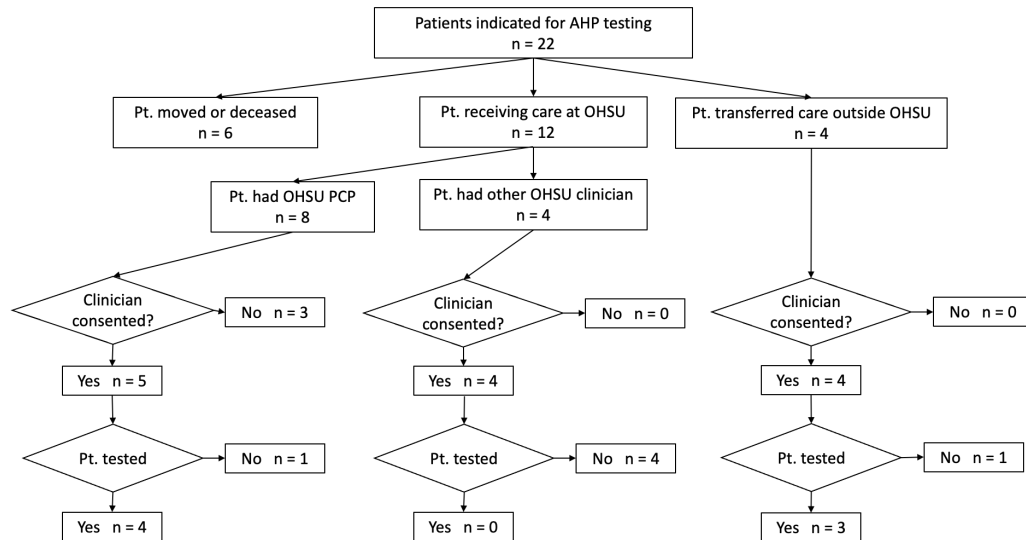 Patients indicated for AHP testing
n = 22
Pt. moved or deceased
n = 6
Pt. receiving care at OHSU
n = 12
Pt. transferred care outside OHSU
n = 4
Pt. had OHSU PCP
n = 8
Pt. had other OHSU clinician
n = 4
Clinician
consented?
No n = 3
Clinician
consented?
No n = 0
Clinician
consented?
No n = 0
Yes n = 5
Yes n = 4
Yes n = 4
Pt. tested
No n = 1
Pt. tested
No n = 4
Pt. tested
No n = 1
Yes n = 4
Yes n = 0
Yes n = 3